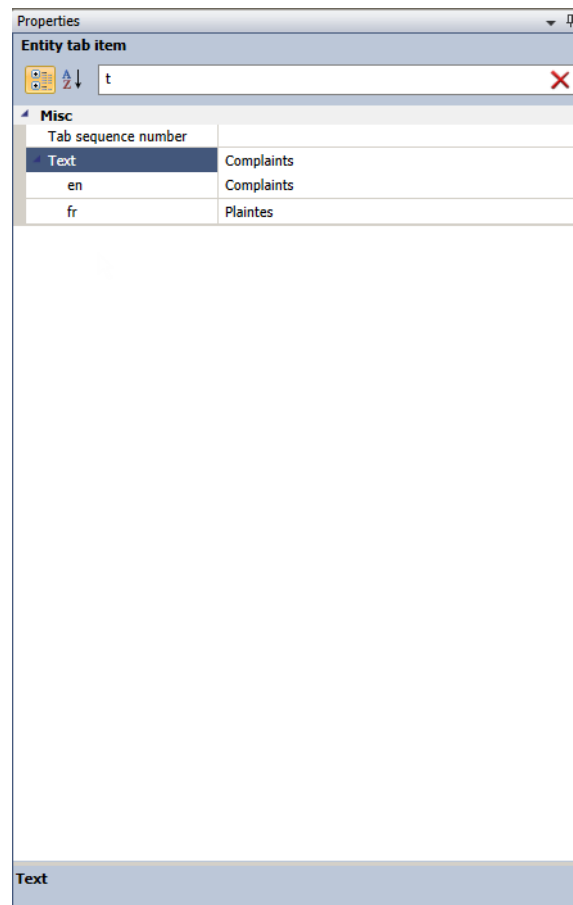 Properties
Entity tab item
A
Z
t
Misc
Tab sequence number
Text Complaints
en Complaints
fr Plaintes
Text